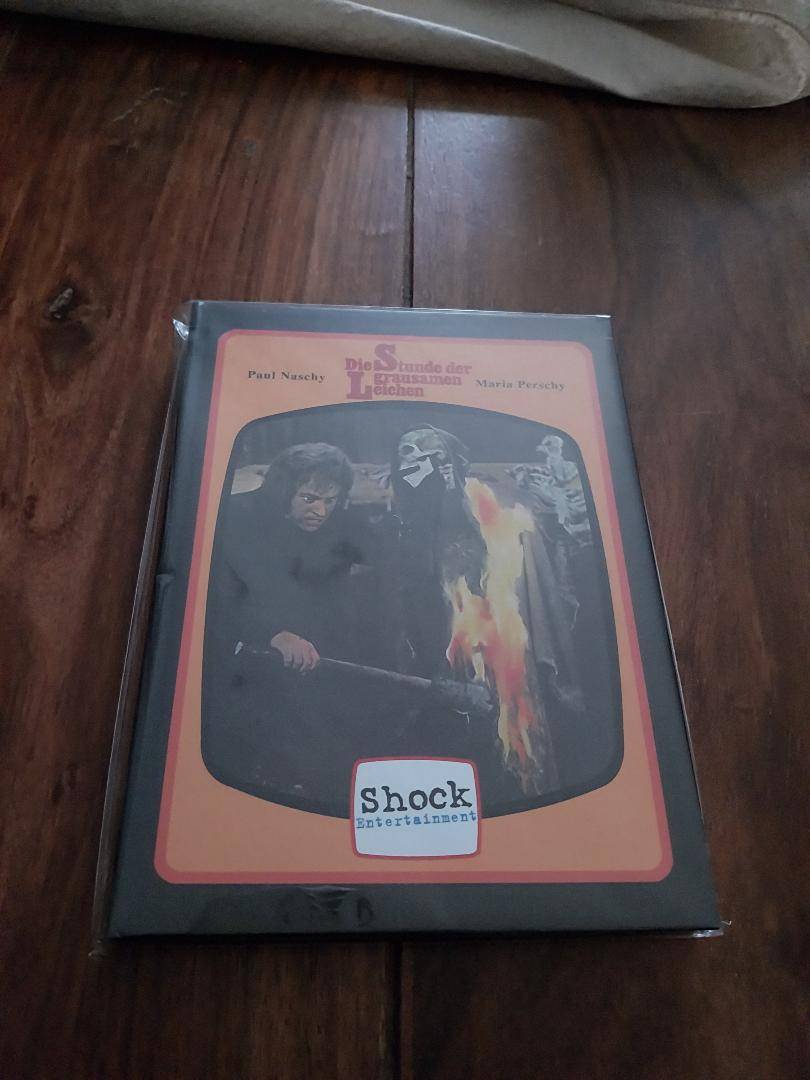 Paul Naschy
Die Stunde der
grausamen
Leichen
Maria Perschy
Shock
Entertainment